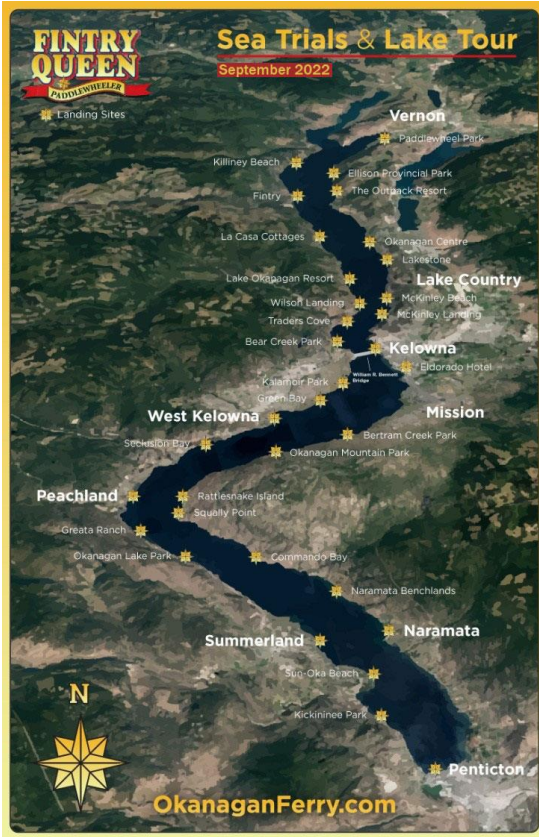 FINTRY
QUEEN
PADDLEWHEELER
Sea Trials & Lake Tour
September 2022
Landing Sites
Vernon
Paddlewheel Park
Killiney Beach
Ellison Provincial Park
The Outback Resort
Fintry
La Casa Cottages
Okanagan Centre
Lakestone
Lake Okanagan Resort
Lake Country
McKinley Beach
Wilson Landing
McKinley Landing
Traders Cove
Bear Creek Park
Kelowna
Eldorado Hotel
William R. Bennett
Bridge
Kalamoir Park
Green Bay
West Kelowna
Mission
Bertram Creek Park
Seclusion Bay
Okanagan Mountain Park
Peachland
Rattlesnake Island
Squally Point
Greata Ranch
Okanagan Lake Park
Commando Bay
Naramata Benchlands
Naramata
Summerland
Sun-Oka Beach
Kickininee Park
N
Penticton
OkanaganFerry.com